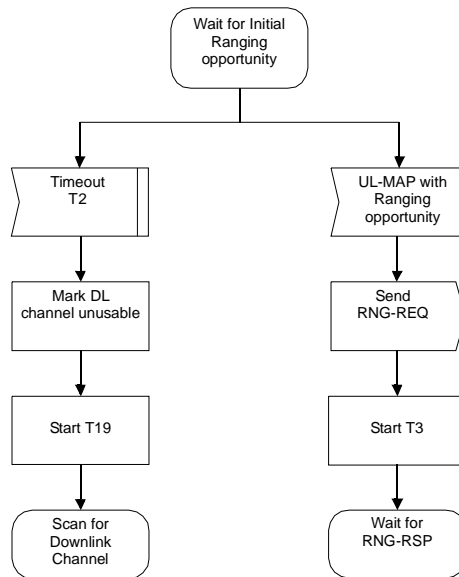 Wait for Initial
Ranging
opportunity
Timeout
T2
UL-MAP with
Ranging
opportunity
Mark DL
channel unusable
Send
RNG-REQ
Start T19
Start T3
Scan for
Downlink
Channel
Wait for
RNG-RSP